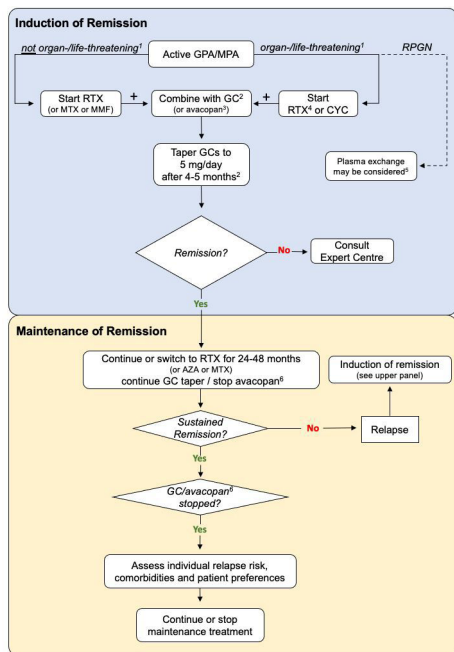 Induction of Remission
not organ-/life-threatening¹
Active GPA/MPA
organ-/life-threatening¹
RPGN
Start RTX
(or MTX or MMF)
+
Combine with GC²
(or avacopan³)
+
Start
RTX⁴ or CYC
Taper GCs to
5 mg/day
after 4-5 months²
Plasma exchange
may be considered⁵
Remission?
No
Consult
Expert Centre
Yes
Maintenance of Remission
Continue or switch to RTX for 24-48 months
(or AZA or MTX)
continue GC taper / stop avacopan⁶
Induction of remission
(see upper panel)
Sustained
Remission?
No
Relapse
Yes
GC/avacopan⁶
stopped?
Yes
Assess individual relapse risk,
comorbidities and patient preferences
Continue or stop
maintenance treatment